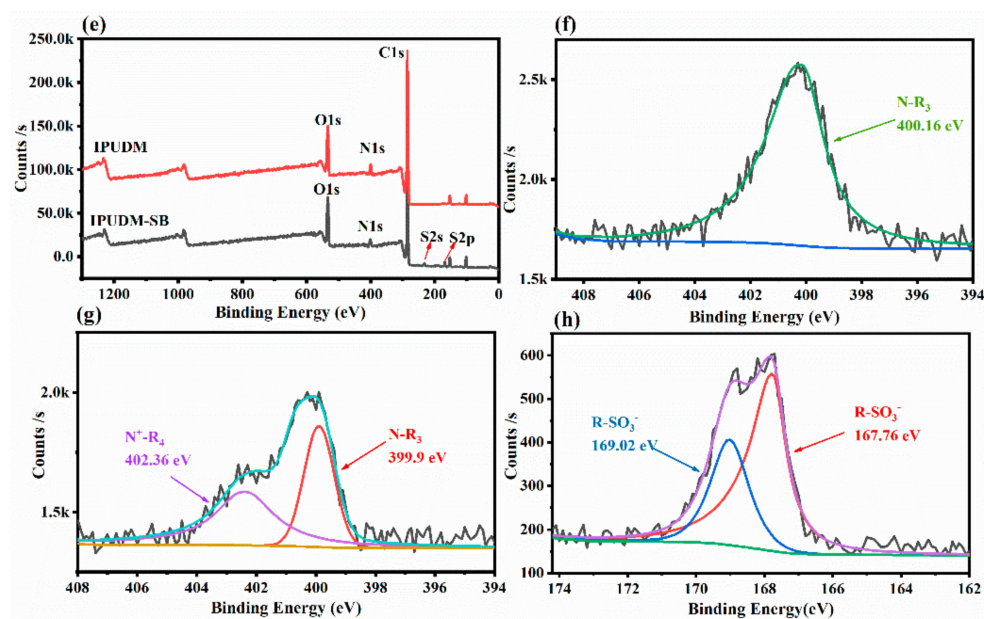 (e)
250.0k
200.0k
150.0k
100.0k
50.0k
0.0
Counts /s
IPUDM
IPUDM-SB
O1s
O1s
N1s
N1s
C1s
S2s
S2p
1200 1000 800 600 400 200 0
Binding Energy (eV)
(f)
2.5k
2.0k
1.5k
Counts /s
N-R3
400.16 eV
408 406 404 402 400 398 396 394
Binding Energy (eV)
(g)
2.0k
1.5k
Counts /s
N+-R4
402.36 eV
N-R3
399.9 eV
408 406 404 402 400 398 396 394
Binding Energy (eV)
(h)
600
500
400
300
200
100
Counts /s
R-SO3-
169.02 eV
R-SO3-
167.76 eV
174 172 170 168 166 164 162
Binding Energy(eV)